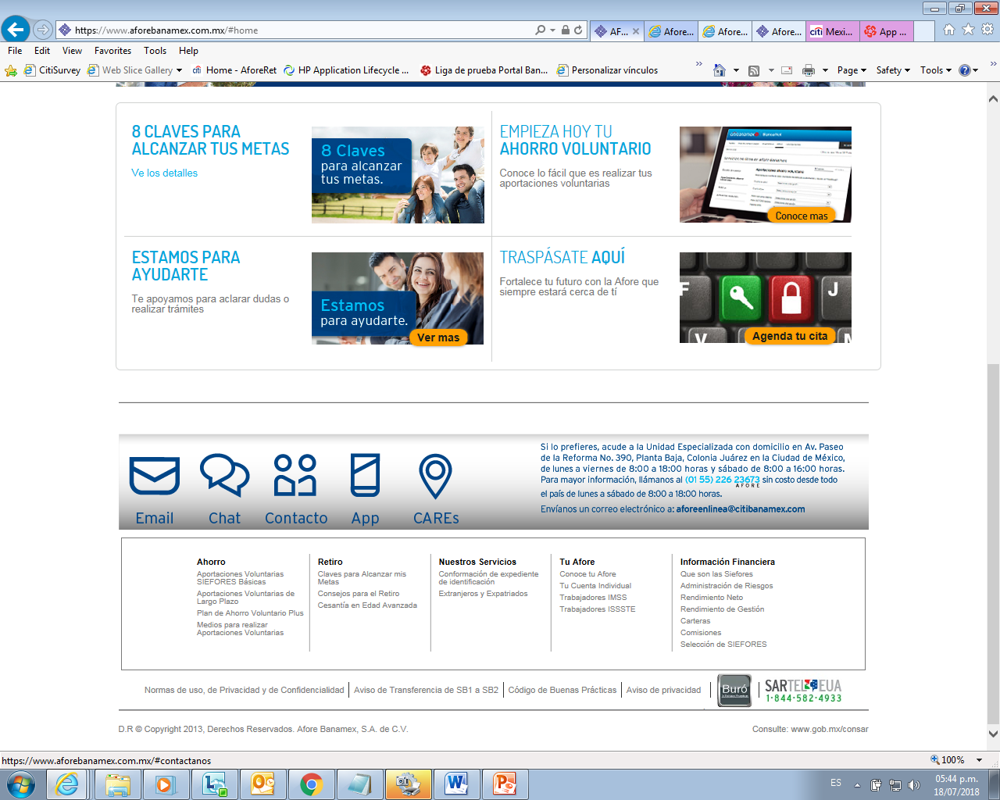 https://www.aforebanamex.com.mx/#home
AF...
Afore...
Afore...
Afore...
citi Mexi...
App ...
File Edit View Favorites Tools Help
CitiSurvey
Web Slice Gallery
Home - AforeRet
HP Application Lifecycle ...
Liga de prueba Portal Ban...
Personalizar vínculos
Page
Safety
Tools
8 CLAVES PARA
ALCANZAR TUS METAS
Ve los detalles
8 Claves
para alcanzar
tus metas.
EMPIEZA HOY TU
AHORRO VOLUNTARIO
Conoce lo fácil que es realizar tus
aportaciones voluntarias
Conoce mas
ESTAMOS PARA
AYUDARTE
Te apoyamos para aclarar dudas o
realizar trámites
Estamos
para ayudarte.
Ver mas
TRASPÁSATE AQUÍ
Fortalece tu futuro con la Afore que
siempre estará cerca de tí
F
J
V
Agenda tu cita
Email
Chat
Contacto
App
CAREs
Si lo prefieres, acude a la Unidad Especializada con domicilio en Av. Paseo
de la Reforma No. 390, Planta Baja, Colonia Juárez en la Ciudad de México,
de lunes a viernes de 8:00 a 18:00 horas y sábado de 8:00 a 16:00 horas.
Para mayor información, llámanos al (01 55) 226 23673 sin costo desde todo
AFORE
el país de lunes a sábado de 8:00 a 18:00 horas.
Envíanos un correo electrónico a: aforeenlinea@citibanamex.com
Ahorro
Aportaciones Voluntarias
SIEFORES Básicas
Aportaciones Voluntarias de
Largo Plazo
Plan de Ahorro Voluntario Plus
Medios para realizar
Aportaciones Voluntarias
Retiro
Claves para Alcanzar mis
Metas
Consejos para el Retiro
Cesantía en Edad Avanzada
Nuestros Servicios
Conformación de expediente
de identificación
Extranjeros y Expatriados
Tu Afore
Conoce tu Afore
Tu Cuenta Individual
Trabajadores IMSS
Trabajadores ISSSTE
Información Financiera
Que son las Siefores
Administración de Riesgos
Rendimiento Neto
Rendimiento de Gestión
Carteras
Comisiones
Selección de SIEFORES
Normas de uso, de Privacidad y de Confidencialidad
Aviso de Transferencia de SB1 a SB2
Código de Buenas Prácticas
Aviso de privacidad
Buró
SARTEL EUA
1·844·582·4933
D.R © Copyright 2013, Derechos Reservados. Afore Banamex, S.A. de C.V.
Consulte: www.gob.mx/consar
https://www.aforebanamex.com.mx/#contactanos
100%
ES
05:44 p.m.
18/07/2018